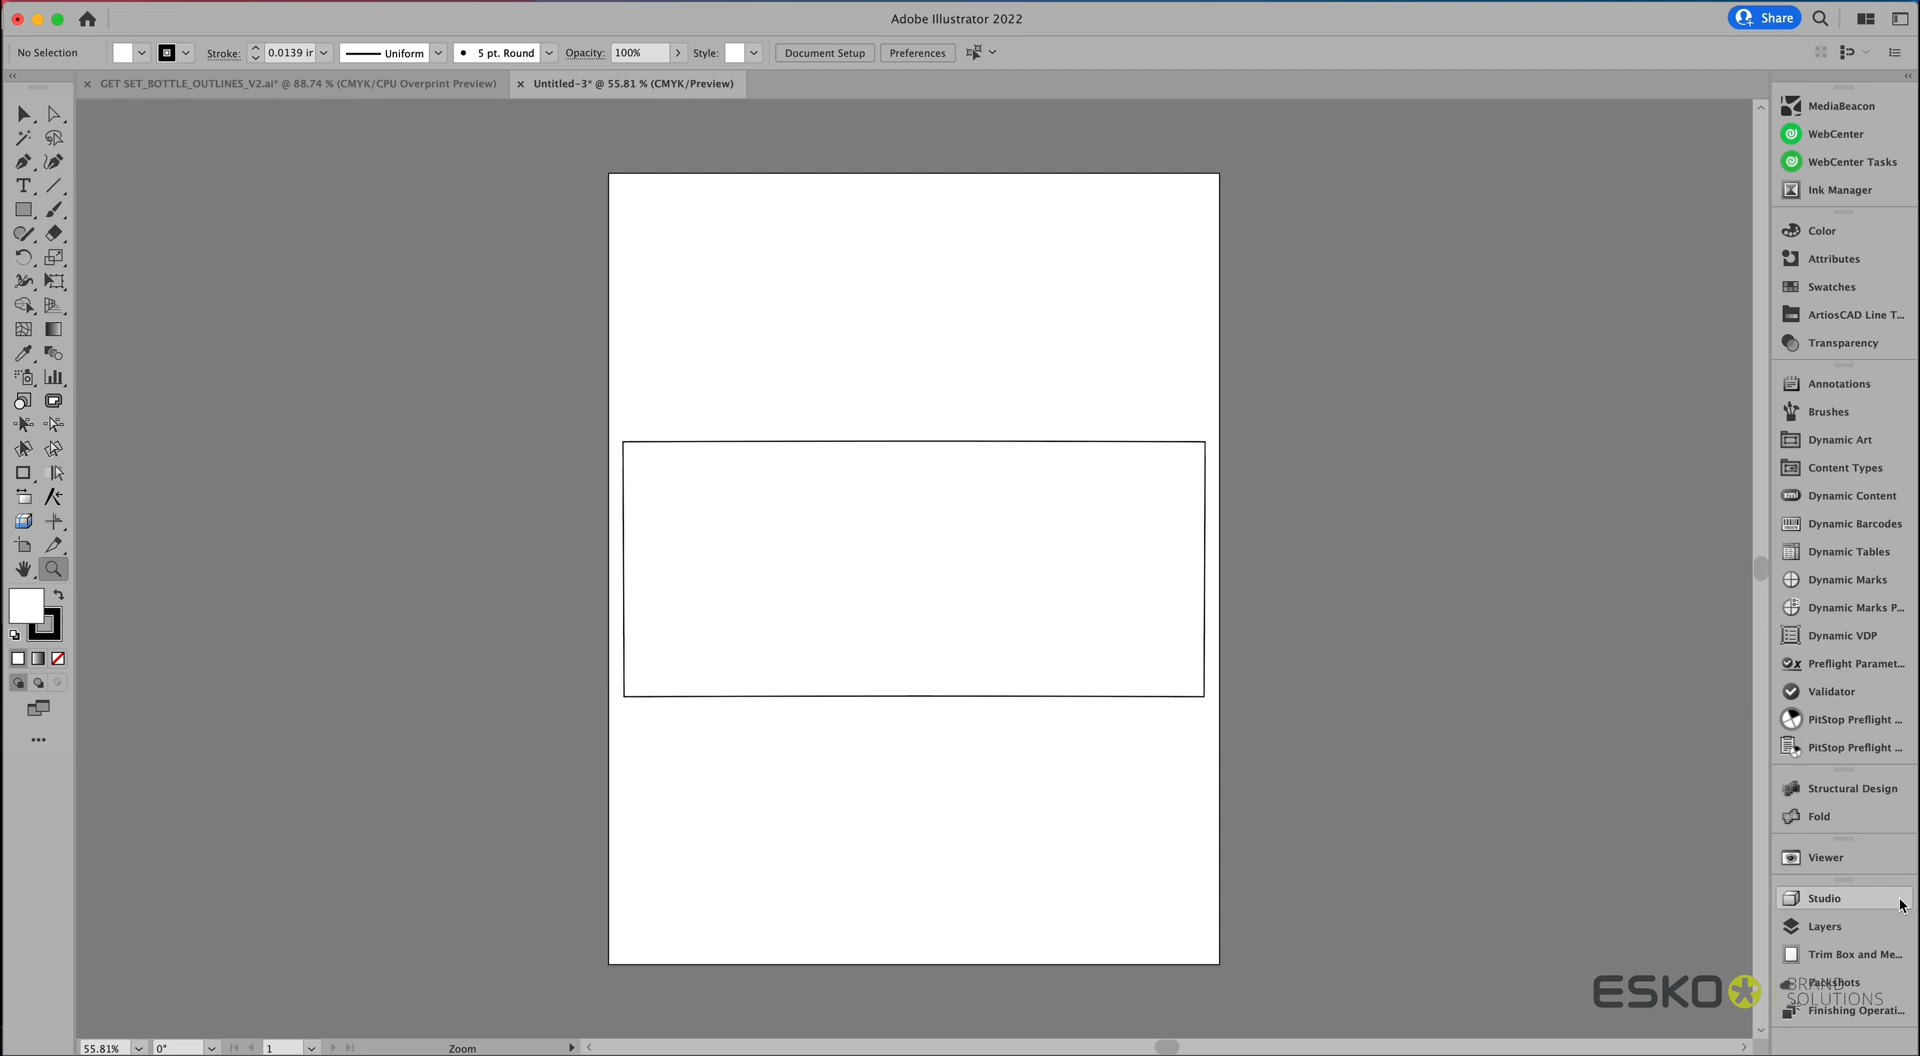 Adobe Illustrator 2022
Share
No Selection
Stroke:
0.0139 in
Uniform
5 pt. Round
Opacity:
100%
Style:
Document Setup
Preferences
GET SET_BOTTLE_OUTLINES_V2.ai* @ 88.74 % (CMYK/CPU Overprint Preview)
Untitled-3* @ 55.81 % (CMYK/Preview)
MediaBeacon
WebCenter
WebCenter Tasks
Ink Manager
Color
Attributes
Swatches
ArtiosCAD Line T...
Transparency
Annotations
Brushes
Dynamic Art
Content Types
Dynamic Content
Dynamic Barcodes
Dynamic Tables
Dynamic Marks
Dynamic Marks P...
Dynamic VDP
Preflight Paramet...
Validator
PitStop Preflight ...
PitStop Preflight ...
Structural Design
Fold
Viewer
Studio
Layers
Trim Box and Me...
Packshots
Finishing Operati...
ESKO
BRAND
SOLUTIONS
55.81%
0°
1
Zoom